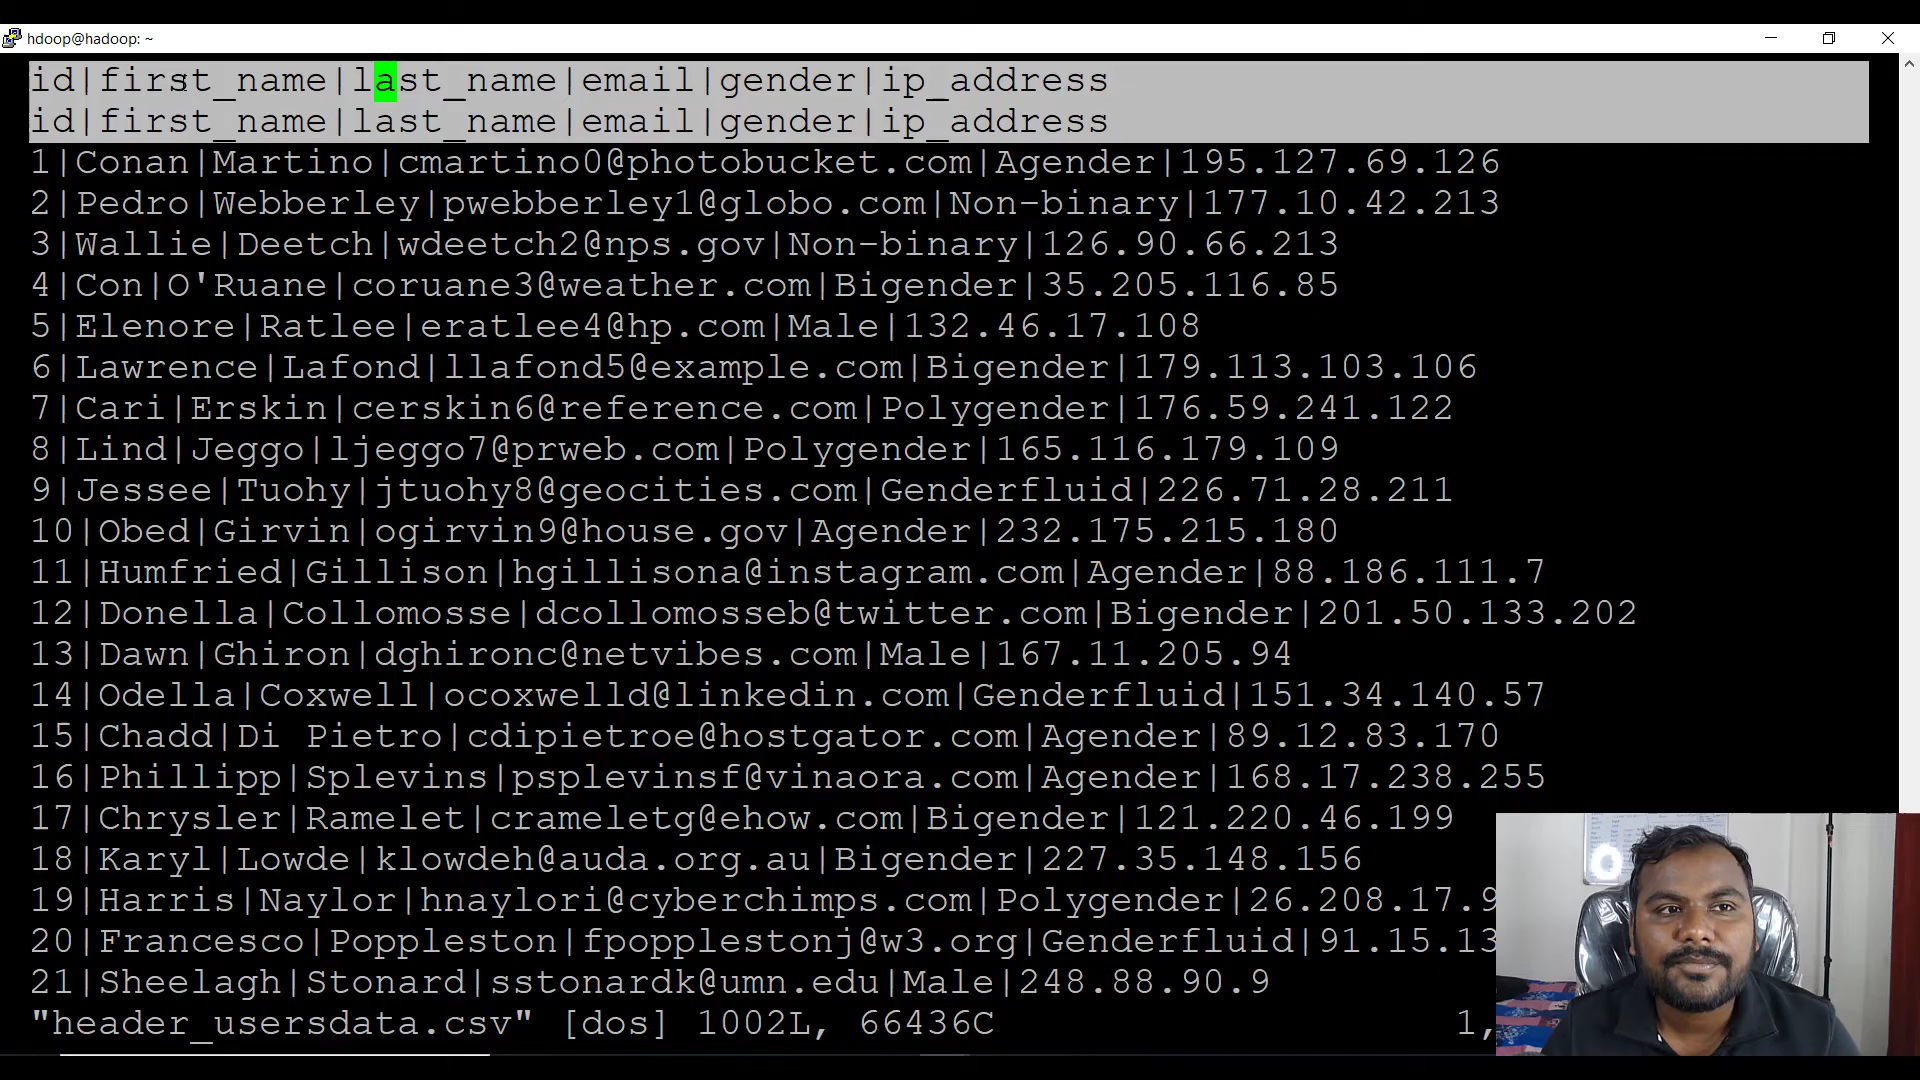 hdoop@hadoop: ~
id|first_name|last_name|email|gender|ip_address
id|first_name|last_name|email|gender|ip_address
1|Conan|Martino|cmartino0@photobucket.com|Agender|195.127.69.126
2|Pedro|Webberley|pwebberley1@globo.com|Non-binary|177.10.42.213
3|Wallie|Deetch|wdeetch2@nps.gov|Non-binary|126.90.66.213
4|Con|O'Ruane|coruane3@weather.com|Bigender|35.205.116.85
5|Elenore|Ratlee|eratlee4@hp.com|Male|132.46.17.108
6|Lawrence|Lafond|llafond5@example.com|Bigender|179.113.103.106
7|Cari|Erskin|cerskin6@reference.com|Polygender|176.59.241.122
8|Lind|Jeggo|ljeggo7@prweb.com|Polygender|165.116.179.109
9|Jessee|Tuohy|jtuohy8@geocities.com|Genderfluid|226.71.28.211
10|Obed|Girvin|ogirvin9@house.gov|Agender|232.175.215.180
11|Humfried|Gillison|hgillisona@instagram.com|Agender|88.186.111.7
12|Donella|Collomosse|dcollomosseb@twitter.com|Bigender|201.50.133.202
13|Dawn|Ghiron|dghironc@netvibes.com|Male|167.11.205.94
14|Odella|Coxwell|ocoxwelld@linkedin.com|Genderfluid|151.34.140.57
15|Chadd|Di Pietro|cdipietroe@hostgator.com|Agender|89.12.83.170
16|Phillipp|Splevins|psplevinsf@vinaora.com|Agender|168.17.238.255
17|Chrysler|Ramelet|crameletg@ehow.com|Bigender|121.220.46.199
18|Karyl|Lowde|klowdeh@auda.org.au|Bigender|227.35.148.156
19|Harris|Naylor|hnaylori@cyberchimps.com|Polygender|26.208.17.9
20|Francesco|Poppleston|fpopplestonj@w3.org|Genderfluid|91.15.13
21|Sheelagh|Stonard|sstonardk@umn.edu|Male|248.88.90.9
"header_usersdata.csv" [dos] 1002L, 66436C 1,